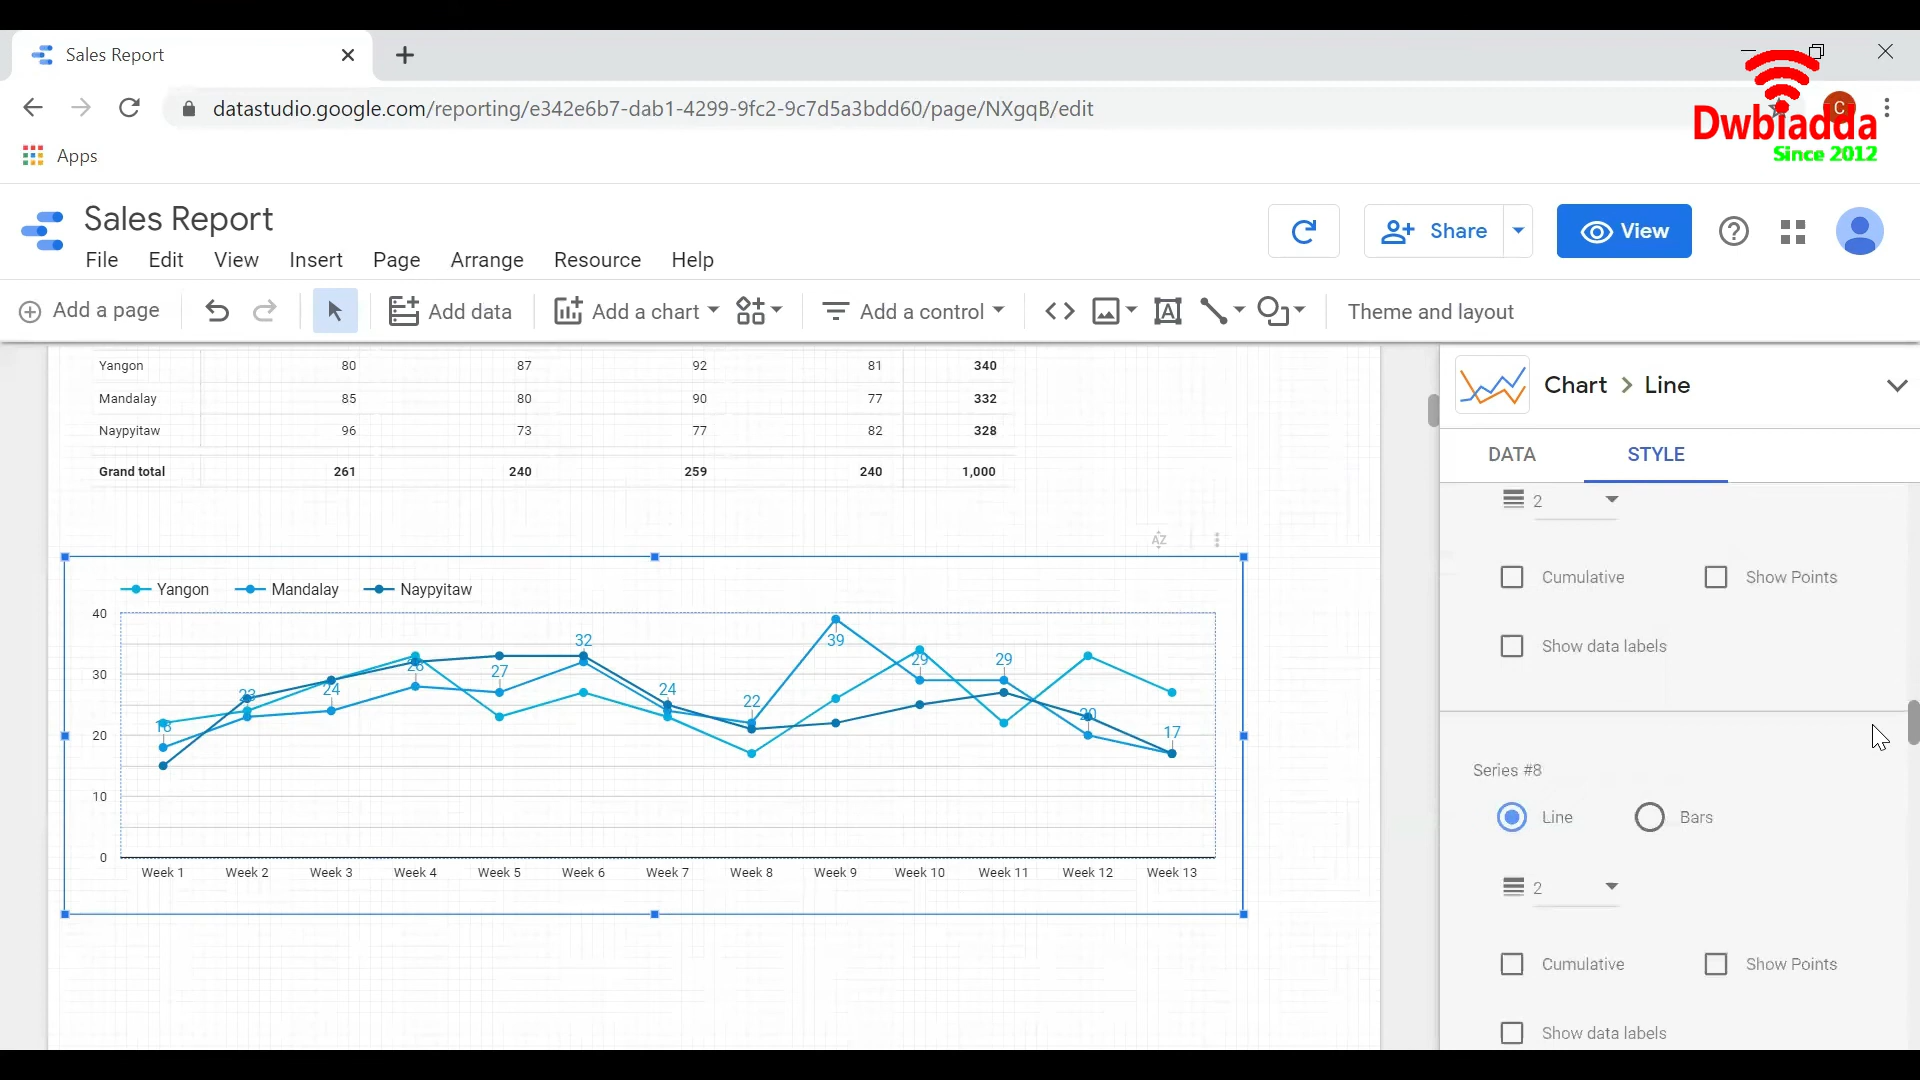 Sales Report
datastudio.google.com/reporting/e342e6b7-dab1-4299-9fc2-9c7d5a3bdd60/page/NXgqB/edit
C
Dwbiadda
Since 2012
Apps
Sales Report
File Edit View Insert Page Arrange Resource Help
Share
View
Add a page
Add data
Add a chart
Add a control
Theme and layout
Yangon 80 87 92 81 340
Mandalay 85 80 90 77 332
Naypyitaw 96 73 77 82 328
Grand total 261 240 259 240 1,000
AZ
Yangon Mandalay Naypyitaw
40
30
20
10
0
18 23 24 28 27 32 24 22 39 29 29 20 17
Week 1 Week 2 Week 3 Week 4 Week 5 Week 6 Week 7 Week 8 Week 9 Week 10 Week 11 Week 12 Week 13
Chart > Line
DATA STYLE
2
Cumulative Show Points
Show data labels
Series #8
Line Bars
2
Cumulative Show Points
Show data labels